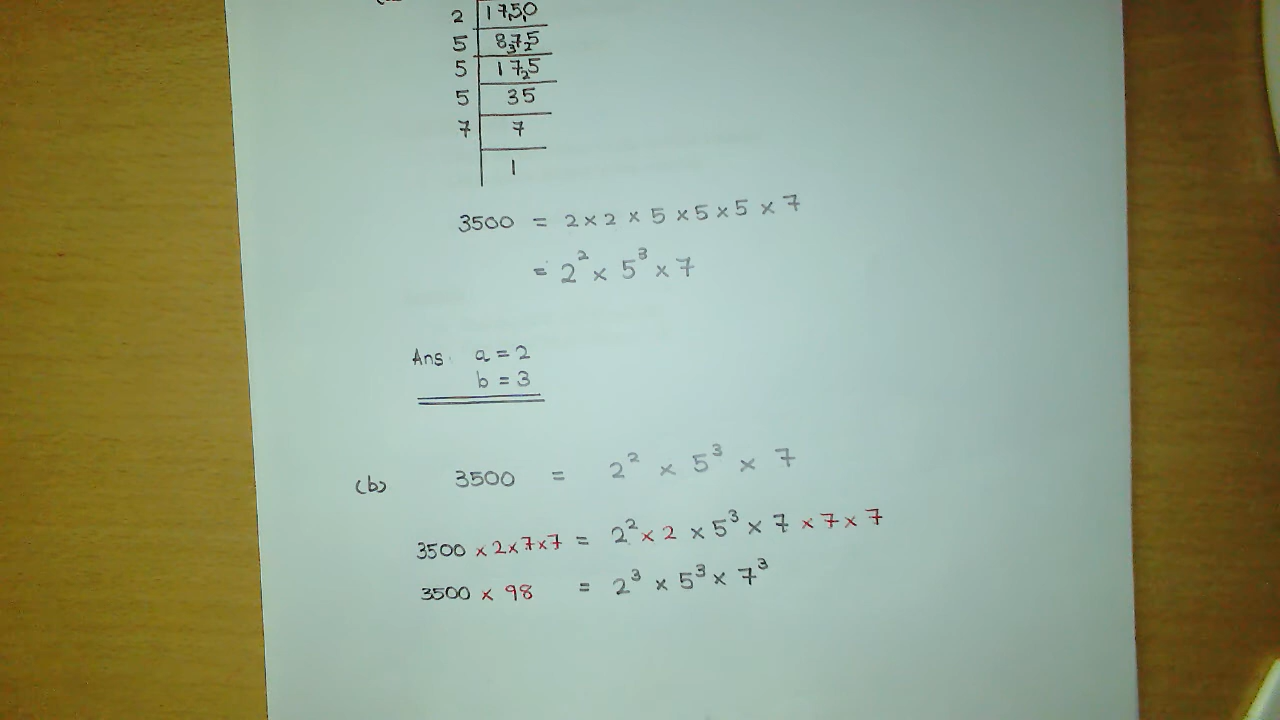 2 1750
5 875
5 175
5 35
7 7
1
3500 = 2 × 2 × 5 × 5 × 5 × 7
= 2² × 5³ × 7
Ans. a = 2
b = 3
(b) 3500 = 2² × 5³ × 7
3500 × 2 × 7 × 7 = 2² × 2 × 5³ × 7 × 7 × 7
3500 × 98 = 2³ × 5³ × 7³